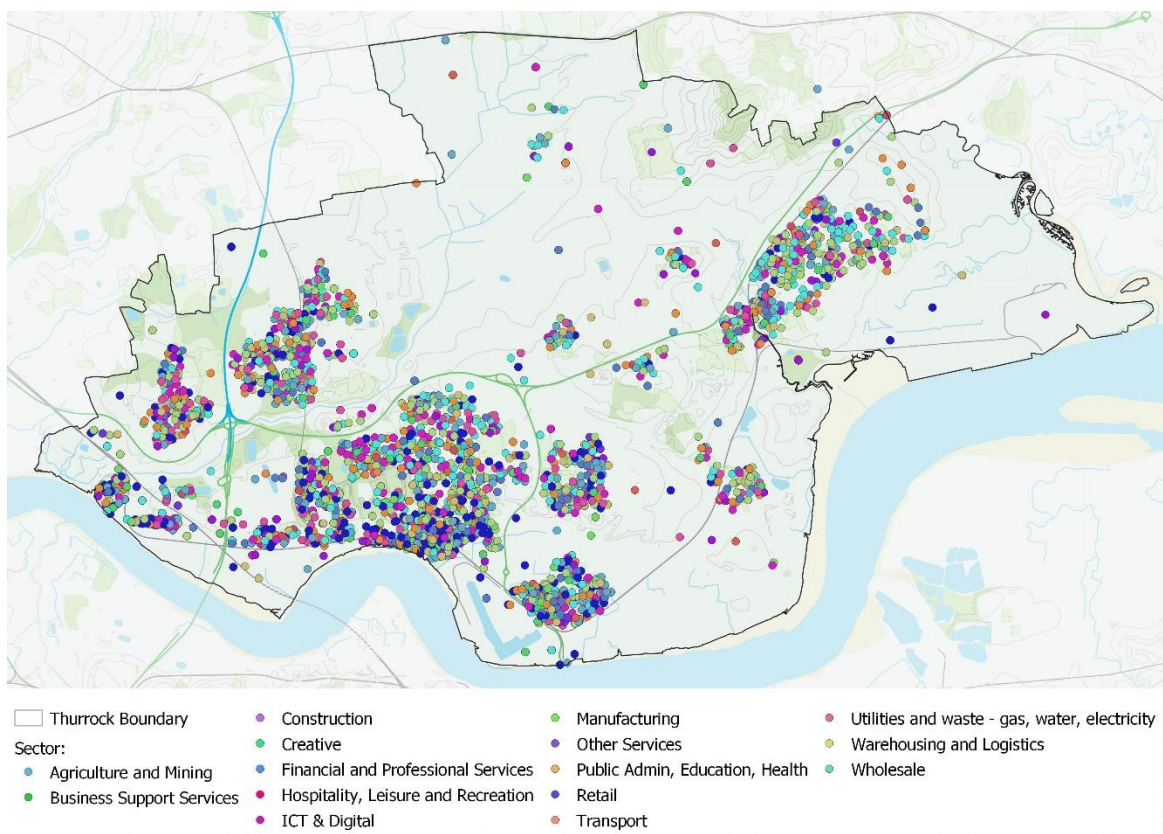 Thurrock Boundary
Sector:
Agriculture and Mining
Business Support Services
Construction
Creative
Financial and Professional Services
Hospitality, Leisure and Recreation
ICT & Digital
Manufacturing
Other Services
Public Admin, Education, Health
Retail
Transport
Utilities and waste - gas, water, electricity
Warehousing and Logistics
Wholesale